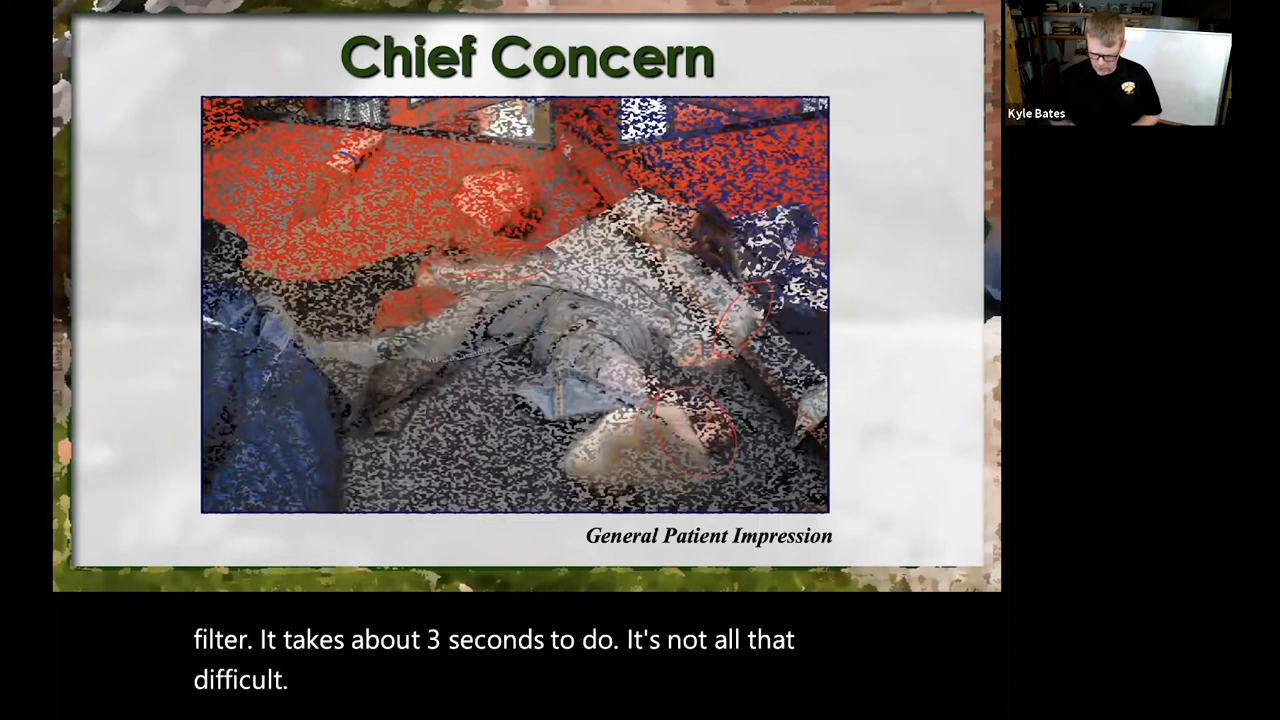 Chief Concern
Kyle Bates
General Patient Impression
filter. It takes about 3 seconds to do. It's not all that
difficult.